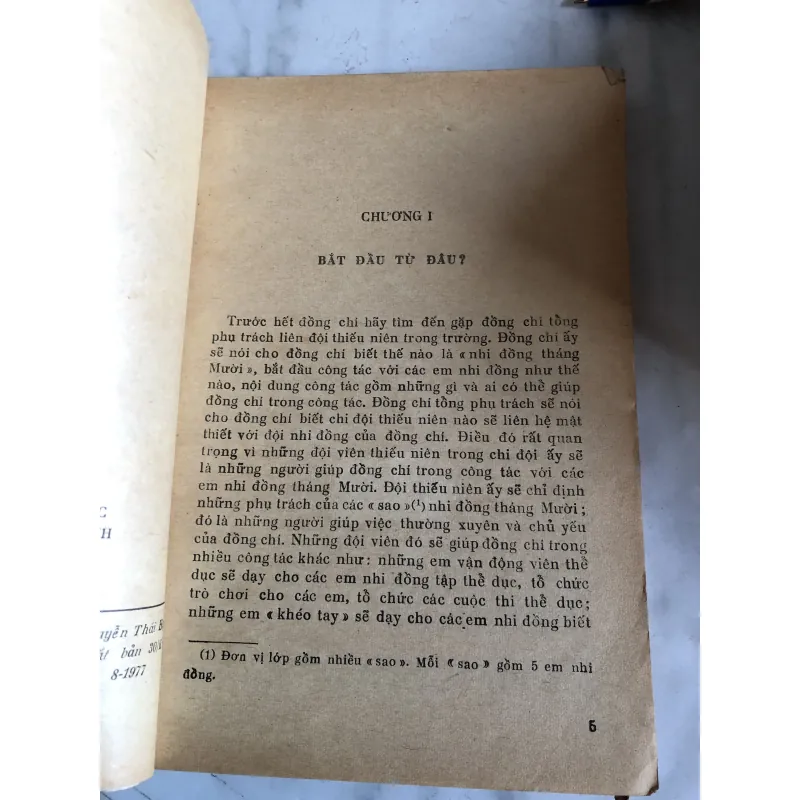 C
H
uyễn Thái B
ất bản 30/
8-1977
CHƯƠNG I
BẮT ĐẦU TỪ ĐÂU?
Trước hết đồng chí hãy tìm đến gặp đồng chí tổng
phụ trách liên đội thiếu niên trong trường. Đồng chí ấy
sẽ nói cho đồng chí biết thế nào là « nhi đồng tháng
Mười », bắt đầu công tác với các em nhi đồng như thế
nào, nội dung công tác gồm những gì và ai có thể giúp
đồng chí trong công tác. Đồng chí tổng phụ trách sẽ nói
cho đồng chí biết chi đội thiếu niên nào sẽ liên hệ mật
thiết với đội nhi đồng của đồng chí. Điều đó rất quan
trọng vì những đội viên thiếu niên trong chi đội ấy sẽ
là những người giúp đồng chí trong công tác với các
em nhi đồng tháng Mười. Đội thiếu niên ấy sẽ chỉ định
những phụ trách của các « sao »(1) nhi đồng tháng Mười ;
đó là những người giúp việc thường xuyên và chủ yếu
của đồng chí. Những đội viên đó sẽ giúp đồng chí trong
nhiều công tác khác như : những em vận động viên thể
dục sẽ dạy cho các em nhi đồng tập thể dục, tổ chức
trò chơi cho các em, tổ chức các cuộc thi thể dục ;
những em « khéo tay » sẽ dạy cho các em nhi đồng biết
(1) Đơn vị lớp gồm nhiều « sao ». Mỗi « sao » gồm 5 em nhi
đồng.
5